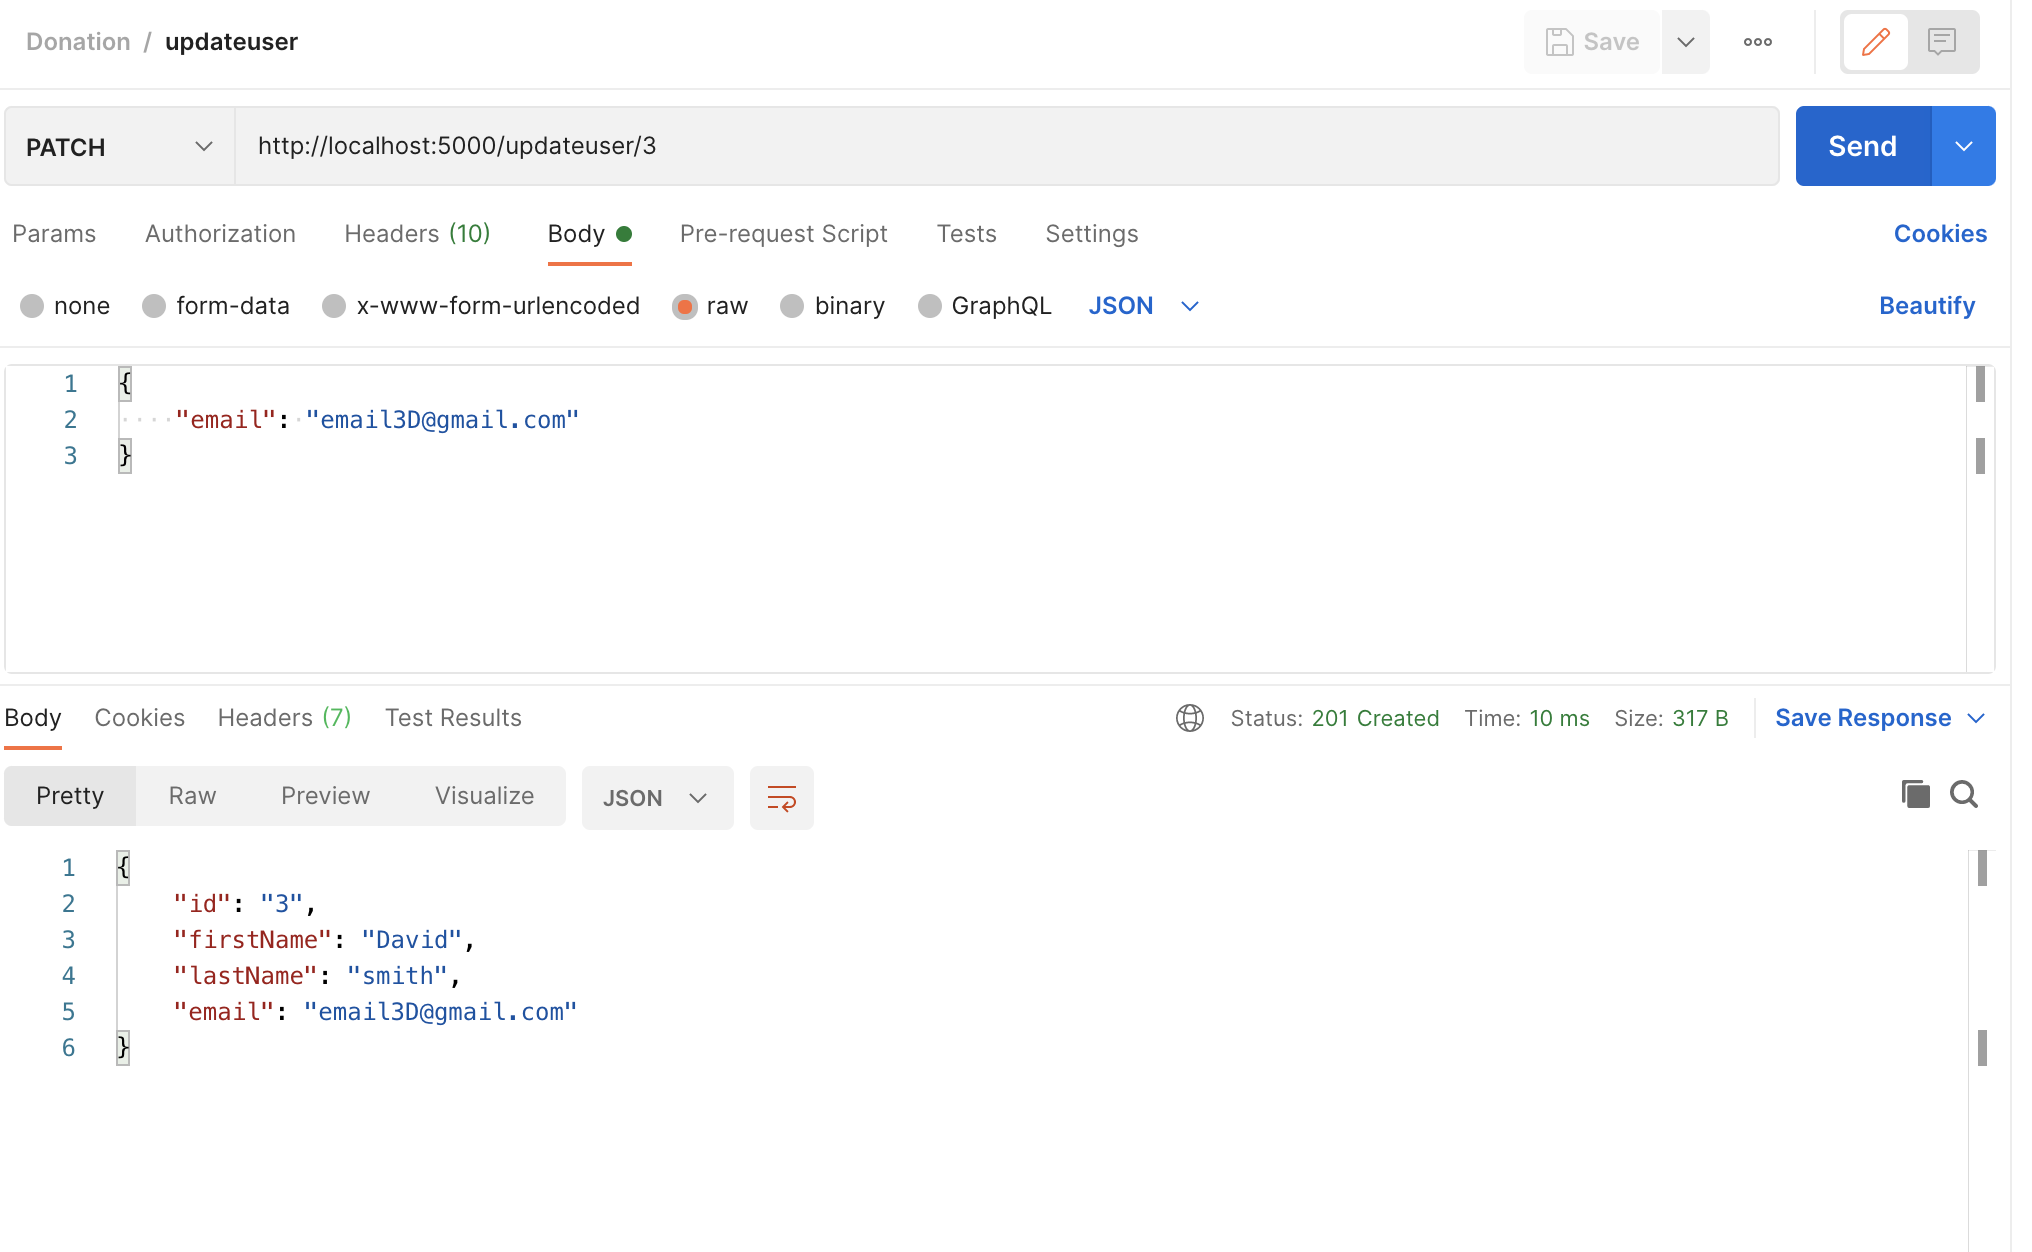 Donation / updateuser
Save
PATCH http://localhost:5000/updateuser/3 Send
Params Authorization Headers (10) Body Pre-request Script Tests Settings Cookies
none form-data x-www-form-urlencoded raw binary GraphQL JSON Beautify
1 {
2 ····"email":·"email3D@gmail.com"
3 }
Body Cookies Headers (7) Test Results Status: 201 Created Time: 10 ms Size: 317 B Save Response
Pretty Raw Preview Visualize JSON
1 {
2 "id": "3",
3 "firstName": "David",
4 "lastName": "smith",
5 "email": "email3D@gmail.com"
6 }